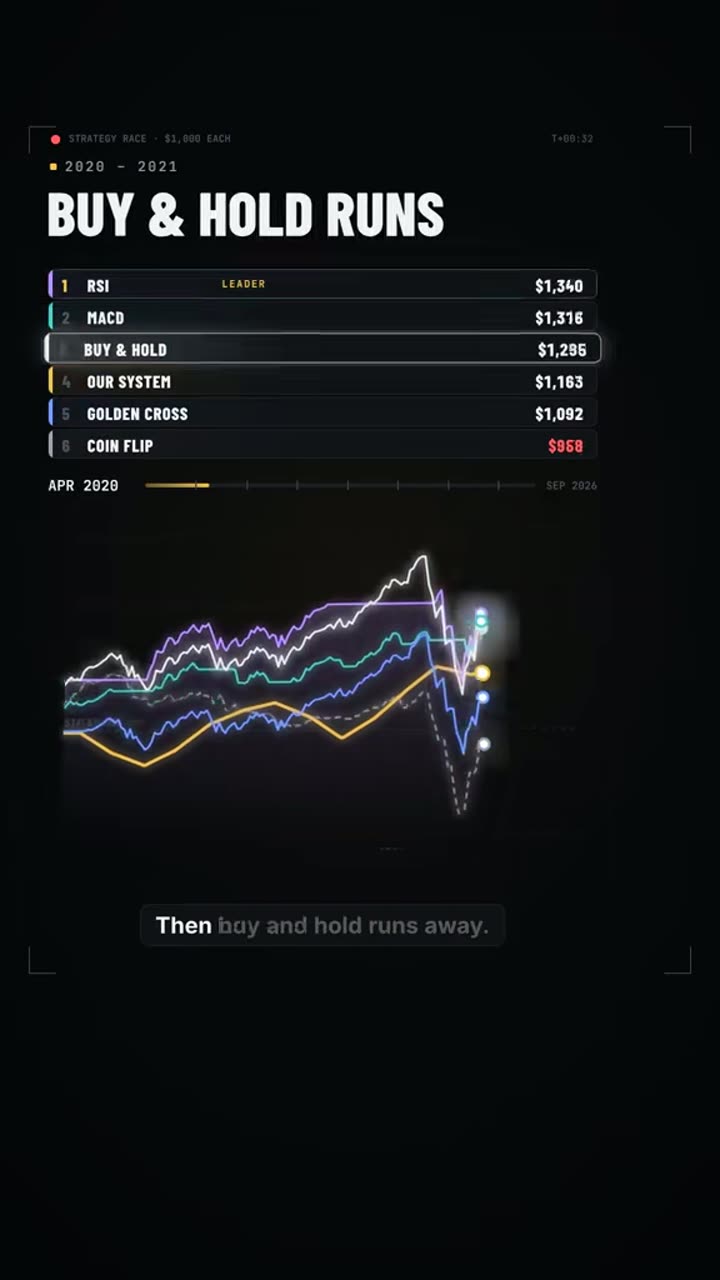 STRATEGY RACE · $1,000 EACH
T+00:32
2020 – 2021
BUY & HOLD RUNS
1 RSI LEADER $1,340
2 MACD $1,316
BUY & HOLD $1,295
4 OUR SYSTEM $1,163
5 GOLDEN CROSS $1,092
6 COIN FLIP $968
APR 2020
SEP 2026
Then buy and hold runs away.